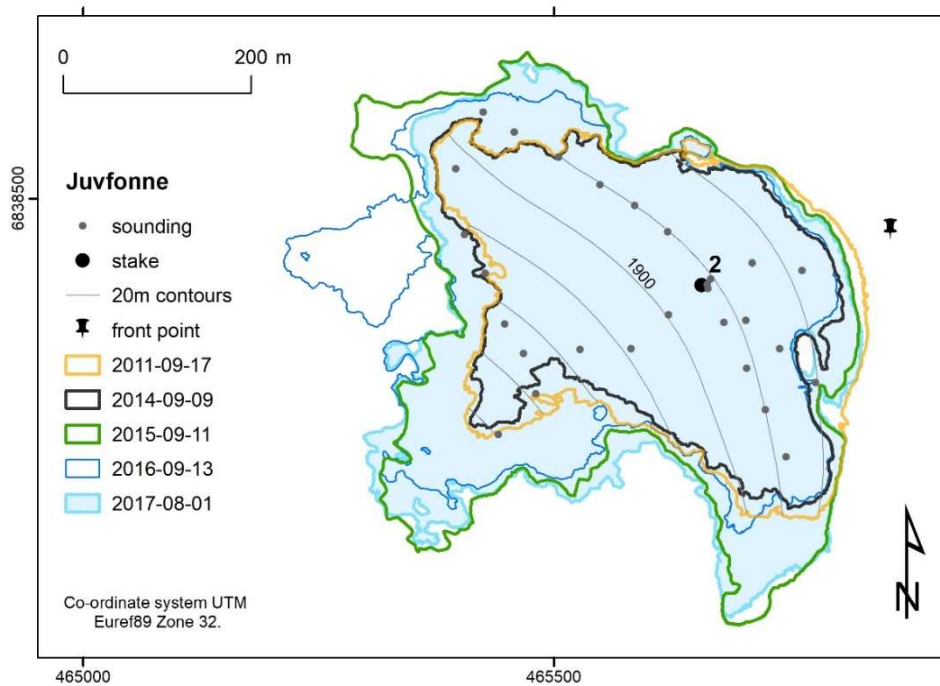 0 200 m
6838500
Juvfonne
sounding
stake
20m contours
front point
2011-09-17
2014-09-09
2015-09-11
2016-09-13
2017-08-01
2
1900
Co-ordinate system UTM
Euref89 Zone 32.
N
465000 465500